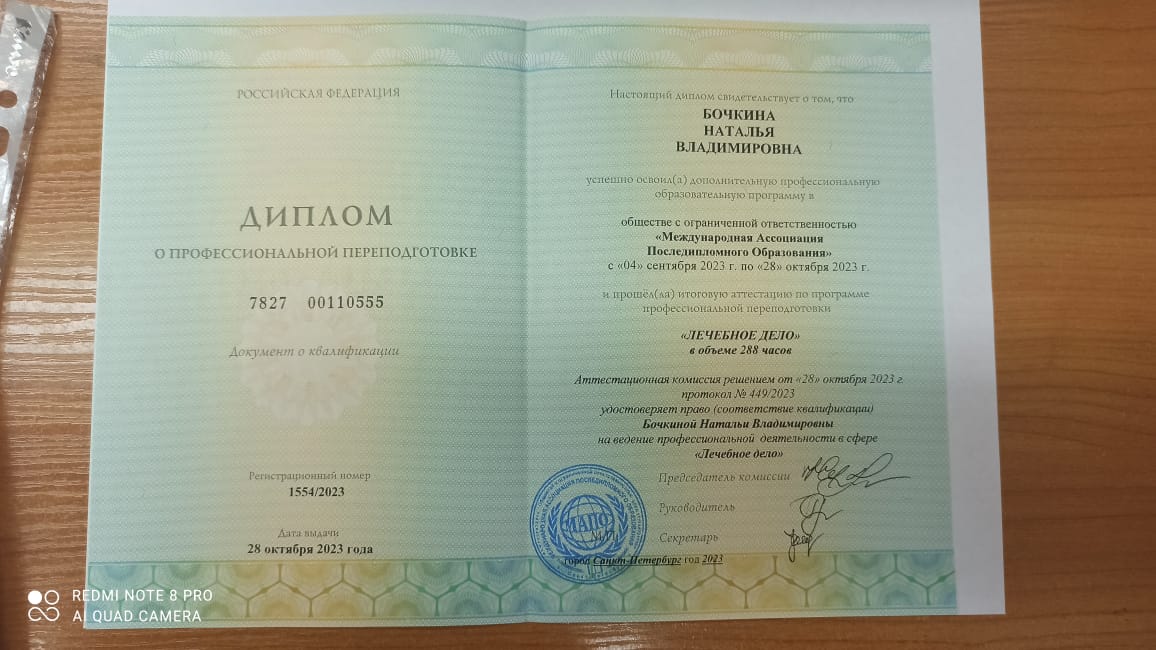 РОССИЙСКАЯ ФЕДЕРАЦИЯ
ДИПЛОМ
О ПРОФЕССИОНАЛЬНОЙ ПЕРЕПОДГОТОВКЕ
7827 00110555
Документ о квалификации
Регистрационный номер
1554/2023
Дата выдачи
28 октября 2023 года
Настоящий диплом свидетельствует о том, что
БОЧКИНА
НАТАЛЬЯ
ВЛАДИМИРОВНА
успешно освоил(а) дополнительную профессиональную
образовательную программу в
обществе с ограниченной ответственностью
«Международная Ассоциация
Последипломного Образования»
с «04» сентября 2023 г. по «28» октября 2023 г.
и прошёл(ла) итоговую аттестацию по программе
профессиональной переподготовки
«ЛЕЧЕБНОЕ ДЕЛО»
в объеме 288 часов
Аттестационная комиссия решением от «28» октября 2023 г.
протокол № 449/2023
удостоверяет право (соответствие квалификации)
Бочкиной Натальи Владимировны
на ведение профессиональной деятельности в сфере
«Лечебное дело»
Председатель комиссии
Руководитель
Секретарь
МАПО
М.П.
город Санкт-Петербург год 2023
REDMI NOTE 8 PRO
AI QUAD CAMERA